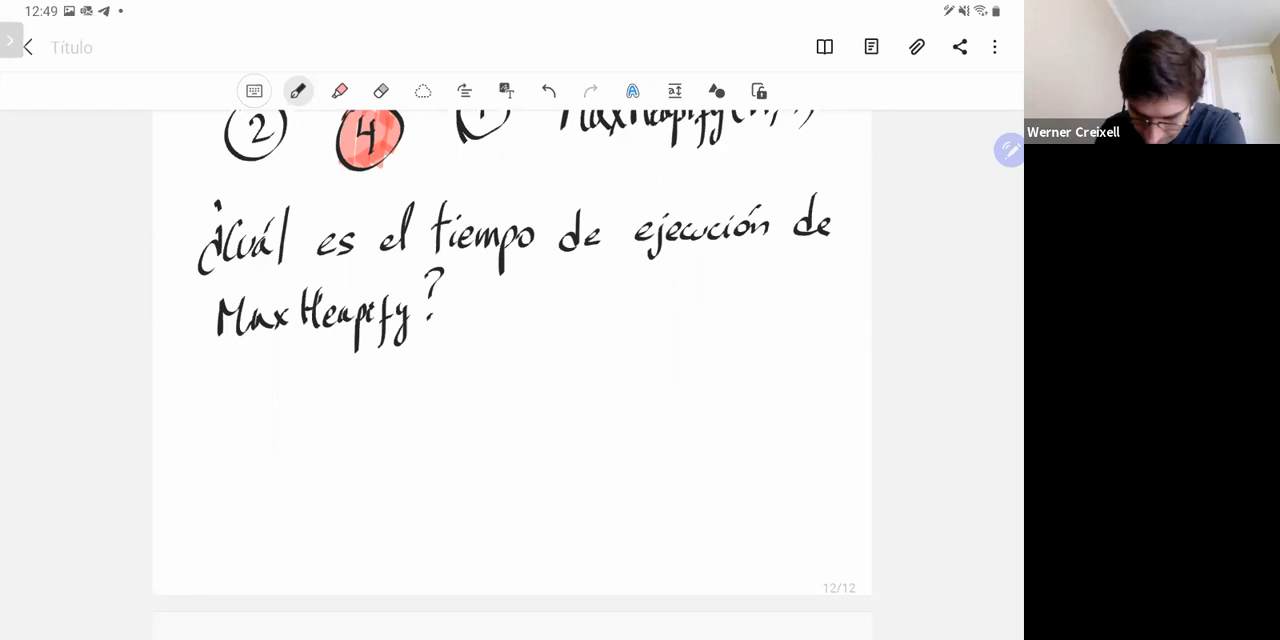 12:49
Título
2 4
¿Cuál es el tiempo de ejecución de
MaxHeapify?
12/12
Werner Creixell